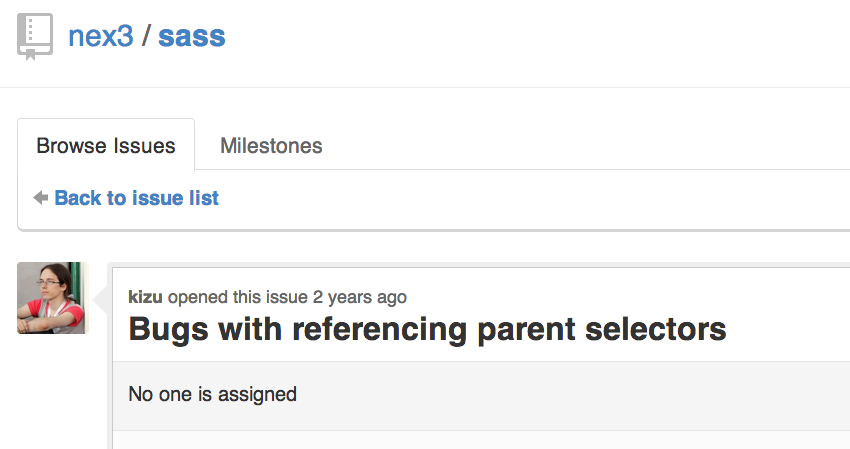 nex3 / sass
Browse Issues Milestones
Back to issue list
kizu opened this issue 2 years ago
Bugs with referencing parent selectors
No one is assigned